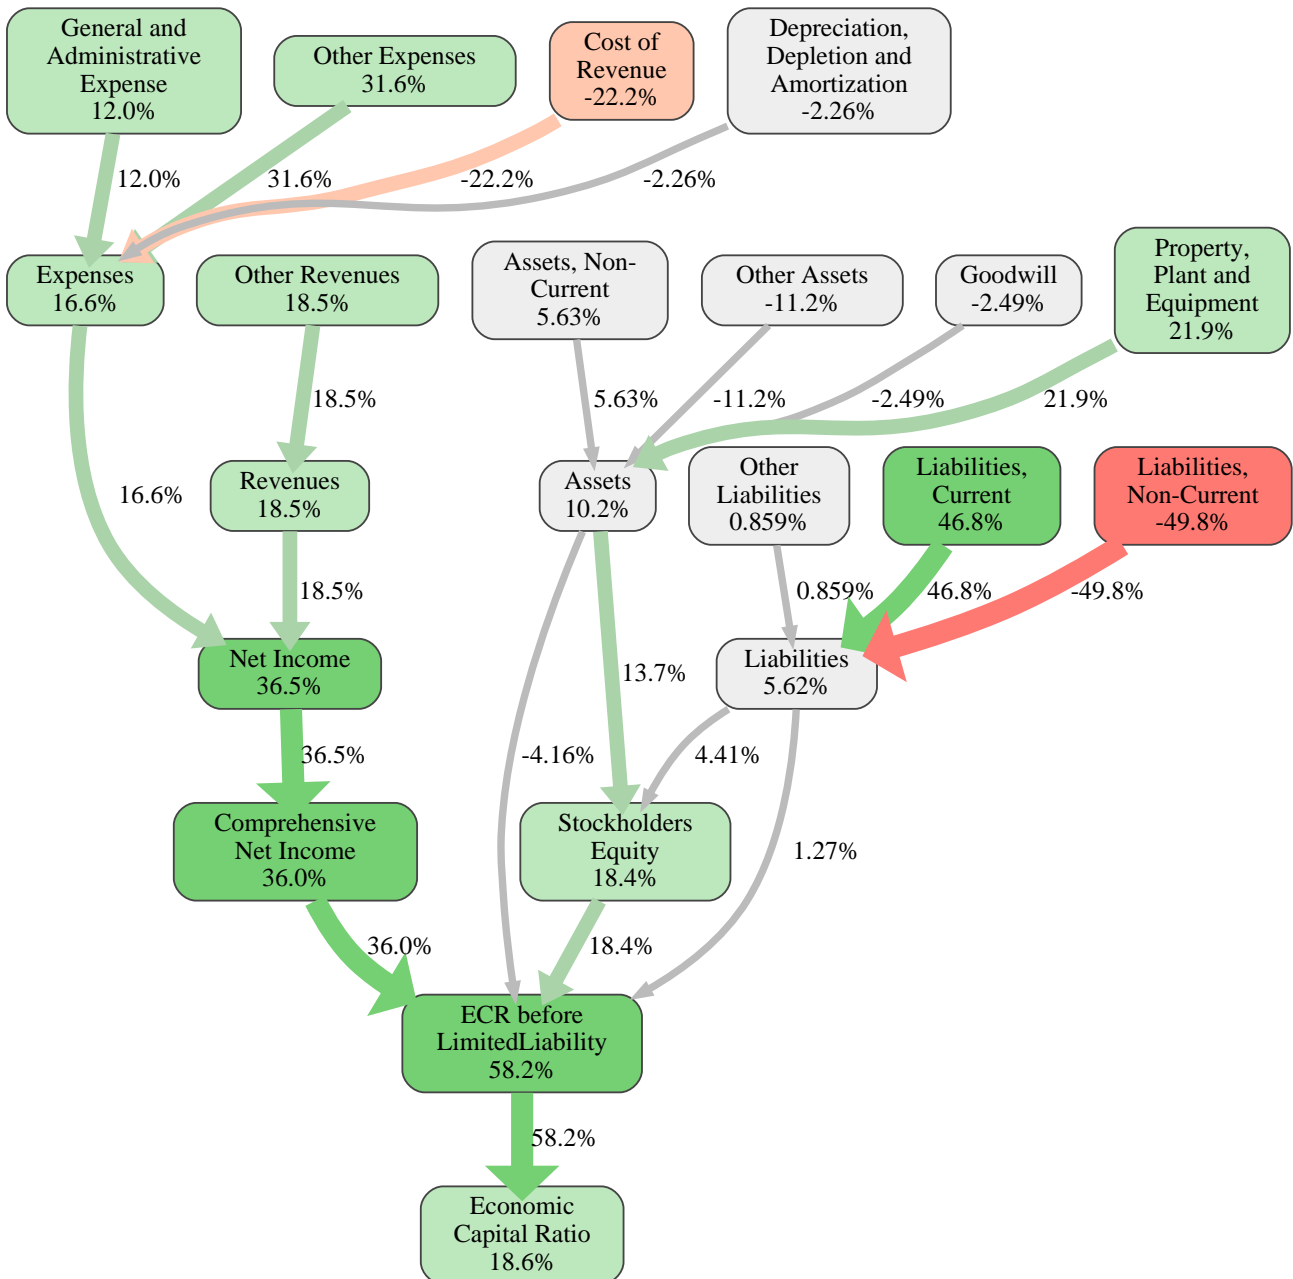 General and
Administrative
Expense
12.0%
Other Expenses
31.6%
Cost of
Revenue
-22.2%
Depreciation,
Depletion and
Amortization
-2.26%
12.0%
31.6%
-22.2%
-2.26%
Expenses
16.6%
Other Revenues
18.5%
Assets, Non-
Current
5.63%
Other Assets
-11.2%
Goodwill
-2.49%
Property,
Plant and
Equipment
21.9%
18.5%
5.63%
-11.2%
-2.49%
21.9%
16.6%
Revenues
18.5%
Assets
10.2%
Other
Liabilities
0.859%
Liabilities,
Current
46.8%
Liabilities,
Non-Current
-49.8%
18.5%
0.859%
46.8%
-49.8%
Net Income
36.5%
13.7%
Liabilities
5.62%
36.5%
-4.16%
4.41%
Comprehensive
Net Income
36.0%
Stockholders
Equity
18.4%
1.27%
36.0%
18.4%
ECR before
LimitedLiability
58.2%
58.2%
Economic
Capital Ratio
18.6%